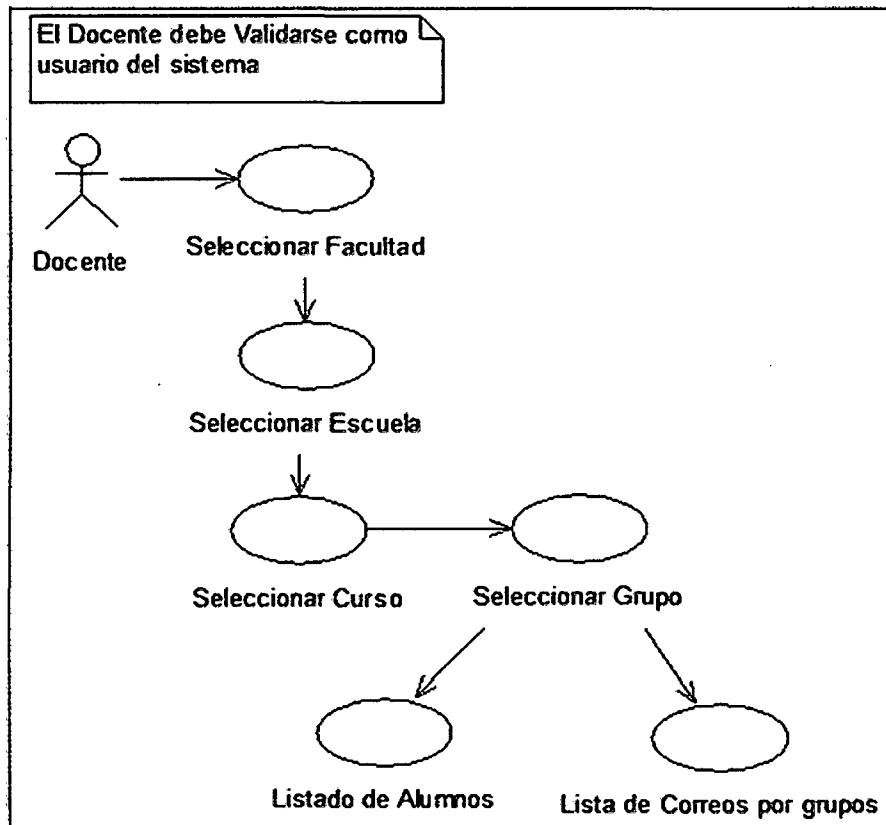 El Docente debe Validarse como
usuario del sistema
Docente
Seleccionar Facultad
Seleccionar Escuela
Seleccionar Curso
Seleccionar Grupo
Listado de Alumnos
Lista de Correos por grupos